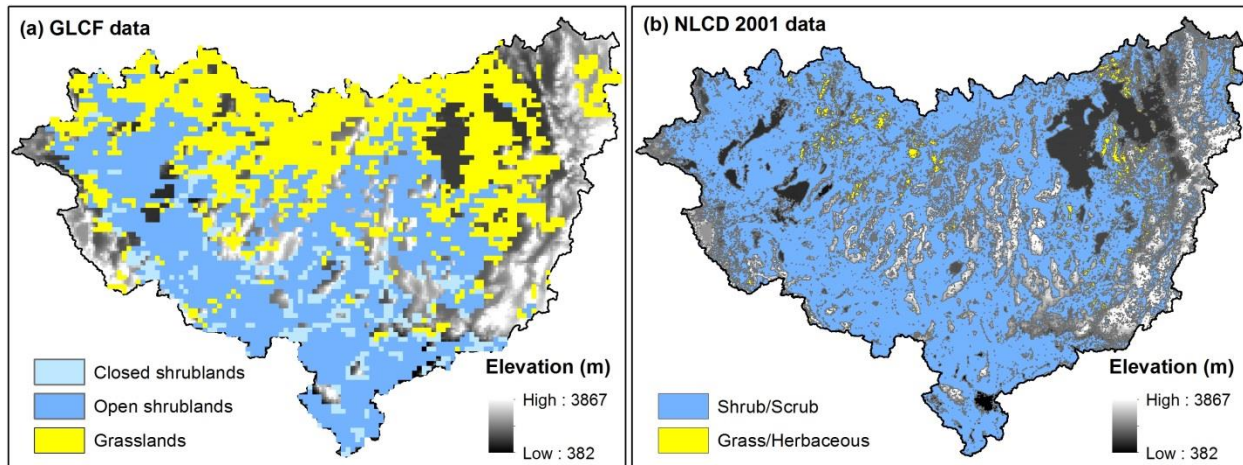 (a) GLCF data
Closed shrublands
Open shrublands
Grasslands
Elevation (m)
High : 3867
Low : 382
(b) NLCD 2001 data
Shrub/Scrub
Grass/Herbaceous
Elevation (m)
High : 3867
Low : 382